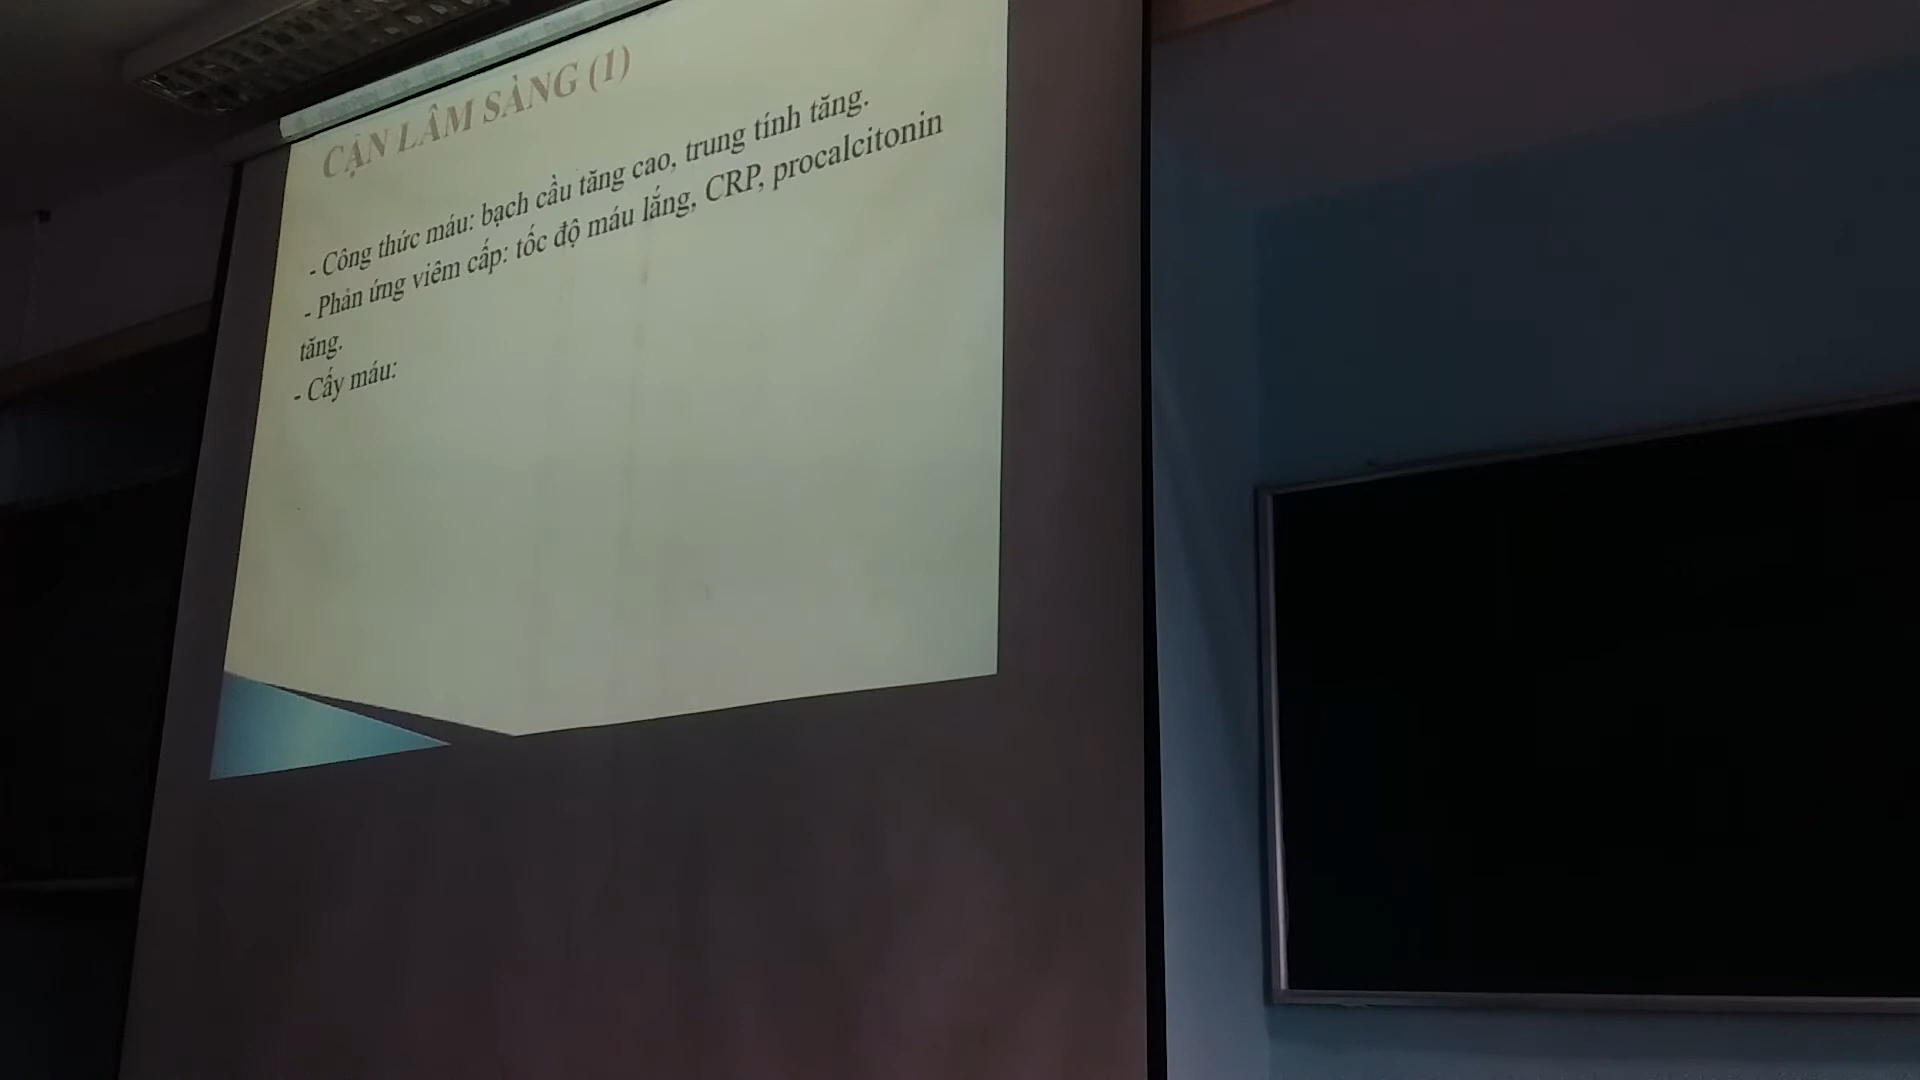 CẬN LÂM SÀNG (1)
- Công thức máu: bạch cầu tăng cao, trung tính tăng.
- Phản ứng viêm cấp: tốc độ máu lắng, CRP, procalcitonin
tăng.
- Cấy máu: